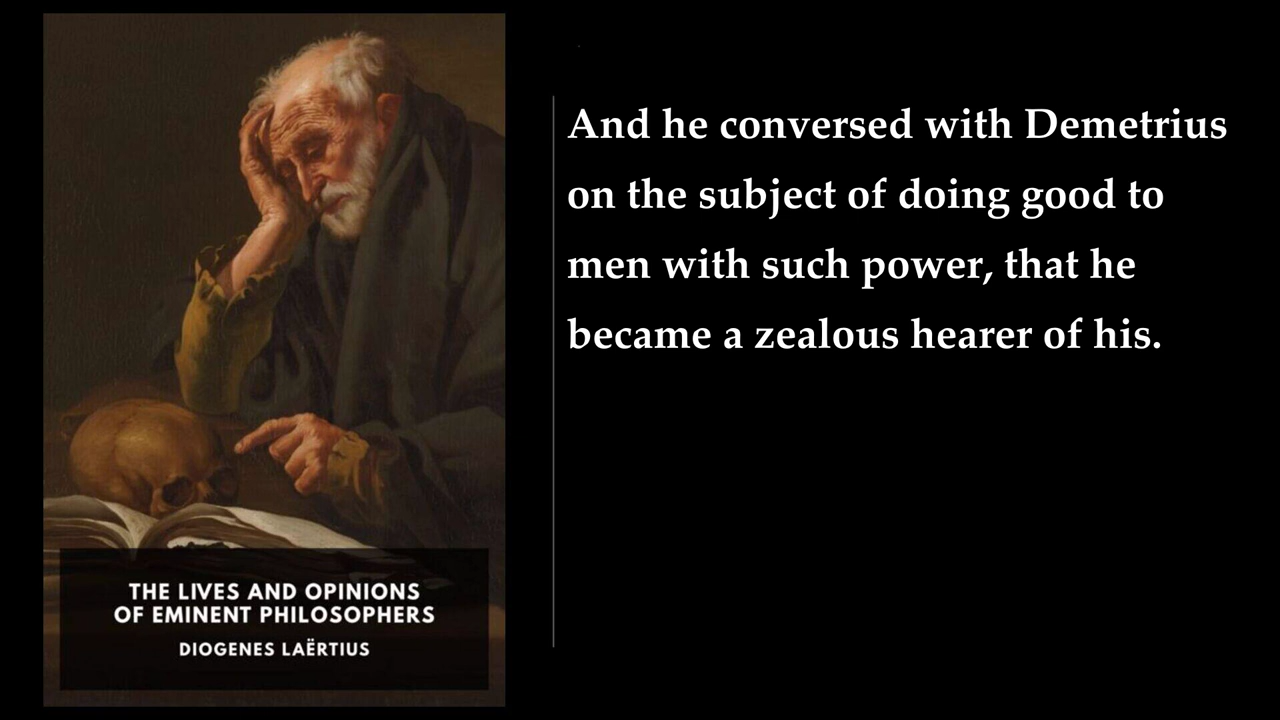 THE LIVES AND OPINIONS
OF EMINENT PHILOSOPHERS
DIOGENES LAËRTIUS
And he conversed with Demetrius
on the subject of doing good to
men with such power, that he
became a zealous hearer of his.